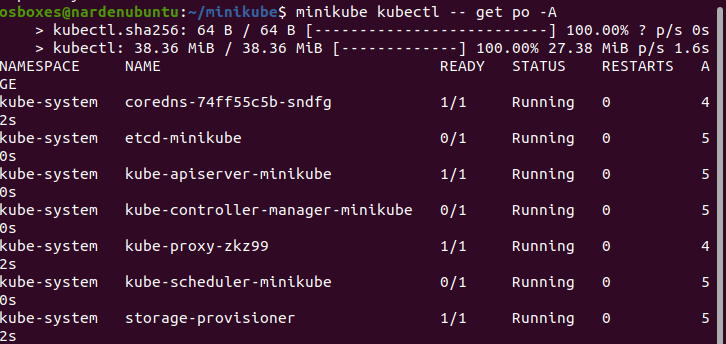 osboxes@nardenubuntu:~/minikube$ minikube kubectl -- get po -A
    > kubectl.sha256: 64 B / 64 B [--------------------------] 100.00% ? p/s 0s
    > kubectl: 38.36 MiB / 38.36 MiB [-------------] 100.00% 27.38 MiB p/s 1.6s
NAMESPACE     NAME                               READY   STATUS    RESTARTS   A
GE
kube-system   coredns-74ff55c5b-sndfg            1/1     Running   0          4
2s
kube-system   etcd-minikube                      0/1     Running   0          5
0s
kube-system   kube-apiserver-minikube            1/1     Running   0          5
0s
kube-system   kube-controller-manager-minikube   0/1     Running   0          5
0s
kube-system   kube-proxy-zkz99                   1/1     Running   0          4
2s
kube-system   kube-scheduler-minikube            0/1     Running   0          5
0s
kube-system   storage-provisioner                1/1     Running   0          5
2s